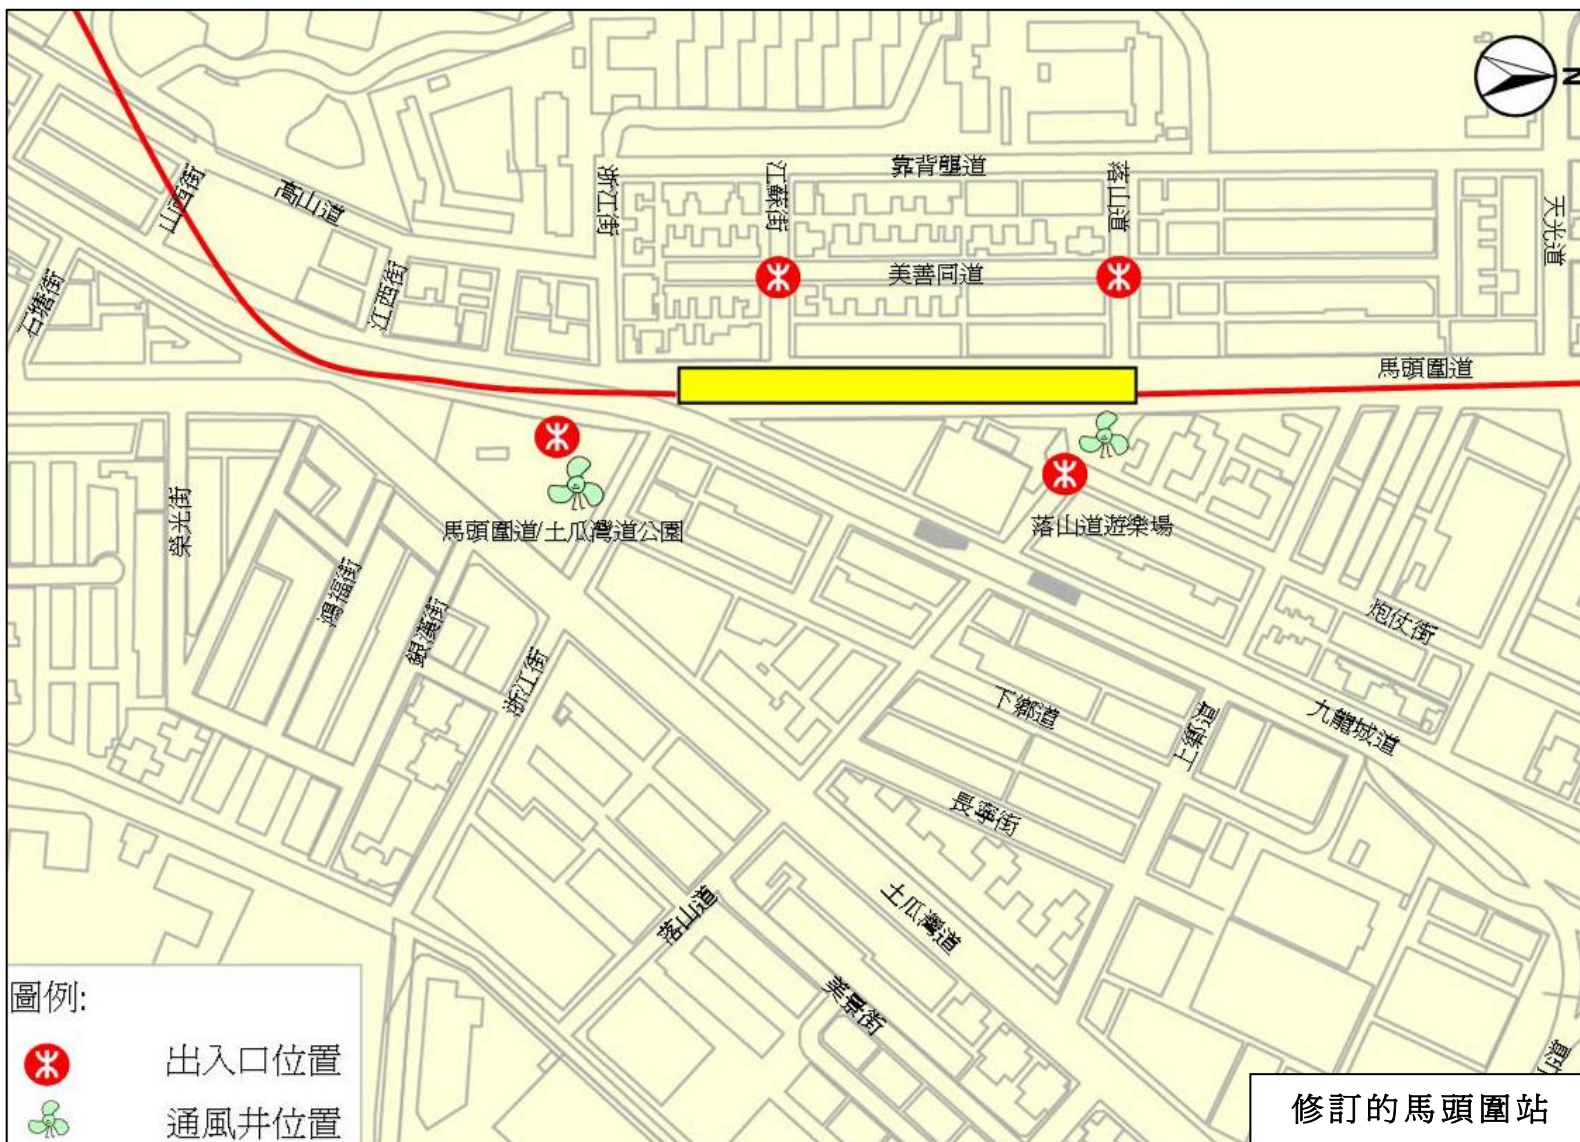 N
靠背壟道
浙江街
江蘇街
落山道
天光道
山西街
高山道
美善同道
石塘街
江西街
馬頭圍道
榮光街
馬頭圍道/土瓜灣道公園
落山道遊樂場
鴻福街
銀漢街
浙江街
炮仗街
下鄉道
上鄉道
九龍城道
長寧街
落山道
土瓜灣道
美景街
圖例:
出入口位置
通風井位置
修訂的馬頭圍站